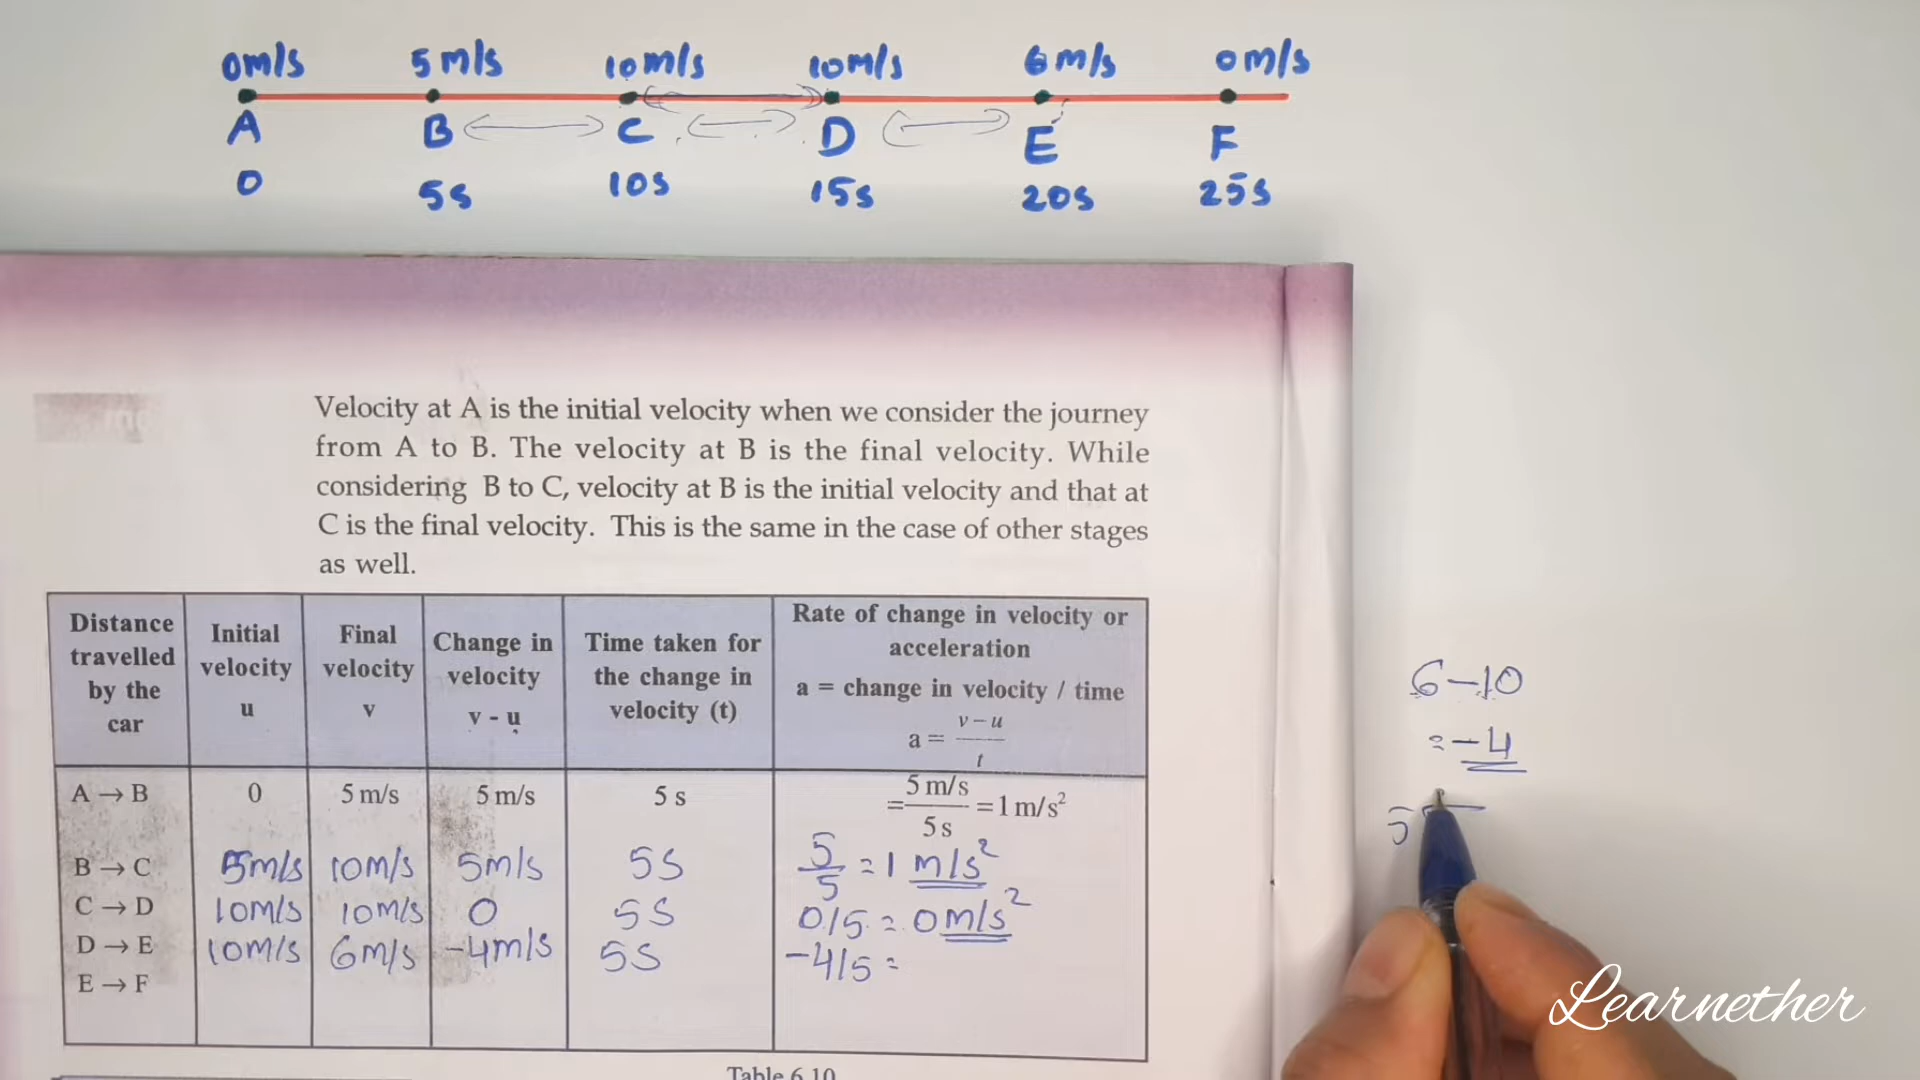 0m/s 5m/s 10m/s 10m/s 6m/s 0m/s
A B C D E F
0 5s 10s 15s 20s 25s
Velocity at A is the initial velocity when we consider the journey
from A to B. The velocity at B is the final velocity. While
considering B to C, velocity at B is the initial velocity and that at
C is the final velocity. This is the same in the case of other stages
as well.
Distance travelled by the car
Initial velocity u
Final velocity v
Change in velocity v - u
Time taken for the change in velocity (t)
Rate of change in velocity or acceleration
a = change in velocity / time
a = v – u / t
A → B 0 5 m/s 5 m/s 5 s = 5 m/s / 5 s = 1 m/s²
B → C 5m/s 10m/s 5m/s 5s 5/5 = 1 m/s²
C → D 10m/s 10m/s 0 5s 0/5 = 0 m/s²
D → E 10m/s 6m/s -4m/s 5s -4/5 =
E → F
6-10
= -4
5
Table 6.10
Learnether